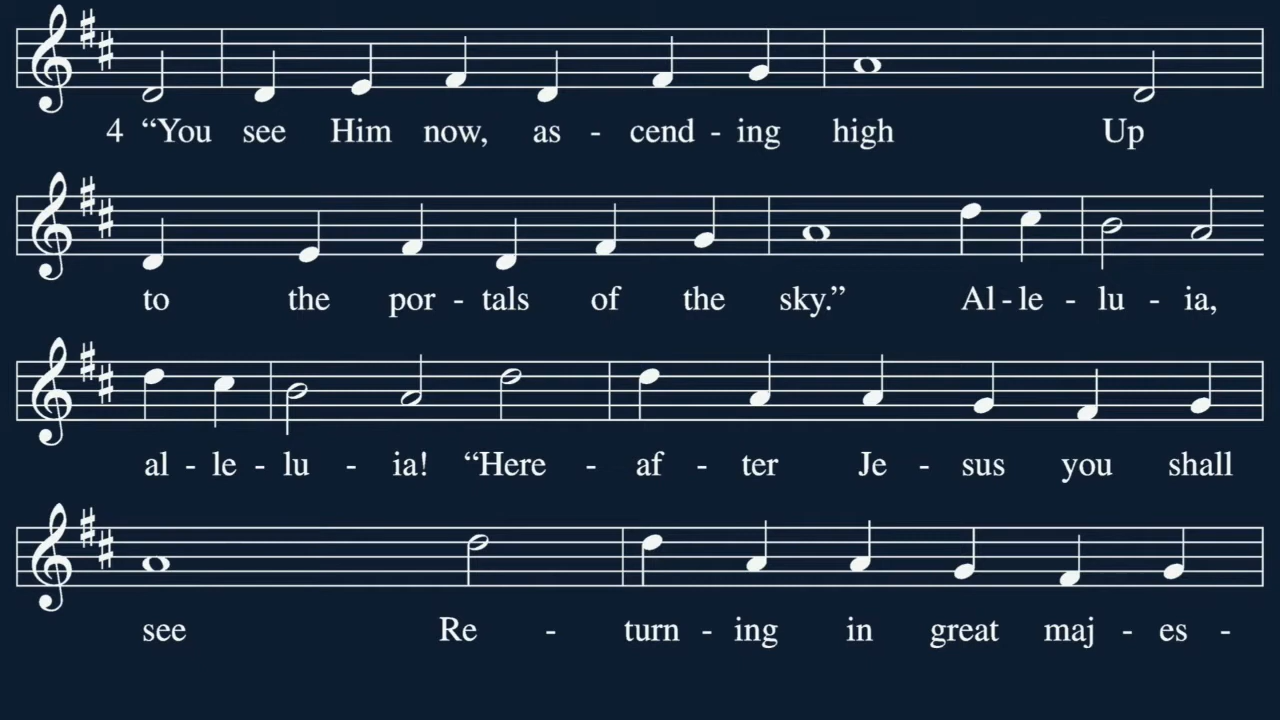 4 “You see Him now, as - cend - ing high Up
to the por - tals of the sky.” Al - le - lu - ia,
al - le - lu - ia! “Here - af - ter Je - sus you shall
see Re - turn - ing in great maj - es -